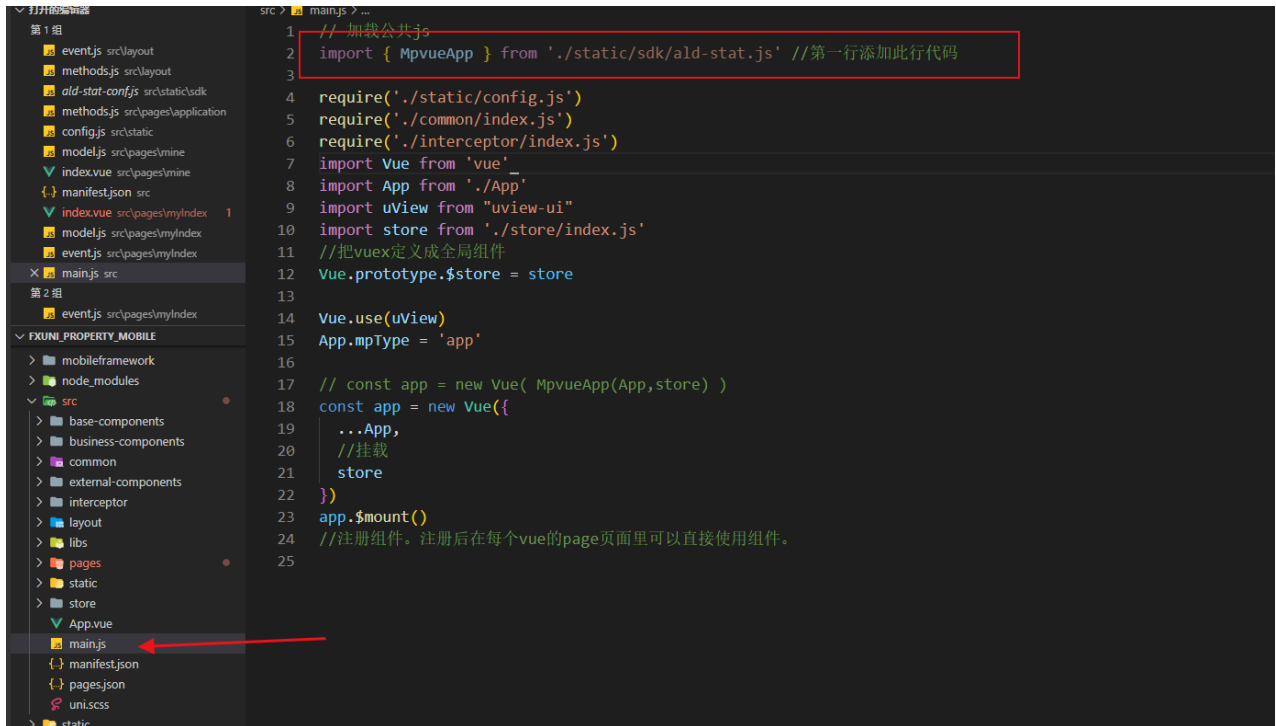 打开的编辑器
第 1 组
event.js src\layout
methods.js src\layout
ald-stat-conf.js src\static\sdk
methods.js src\pages\application
config.js src\static
model.js src\pages\mine
index.vue src\pages\mine
manifest.json src
index.vue src\pages\myIndex 1
model.js src\pages\myIndex
event.js src\pages\myIndex
main.js src
第 2 组
event.js src\pages\myIndex
FXUNI_PROPERTY_MOBILE
mobileframework
node_modules
src
base-components
business-components
common
external-components
interceptor
layout
libs
pages
static
store
App.vue
main.js
manifest.json
pages.json
uni.scss
static
src > JS main.js > ...
1 // 加载公共js
2 import { MpvueApp } from './static/sdk/ald-stat.js' //第一行添加此行代码
3
4 require('./static/config.js')
5 require('./common/index.js')
6 require('./interceptor/index.js')
7 import Vue from 'vue'
8 import App from './App'
9 import uView from "uview-ui"
10 import store from './store/index.js'
11 //把vuex定义成全局组件
12 Vue.prototype.$store = store
13
14 Vue.use(uView)
15 App.mpType = 'app'
16
17 // const app = new Vue( MpvueApp(App,store) )
18 const app = new Vue({
19 ...App,
20 //挂载
21 store
22 })
23 app.$mount()
24 //注册组件。注册后在每个vue的page页面里可以直接使用组件。
25